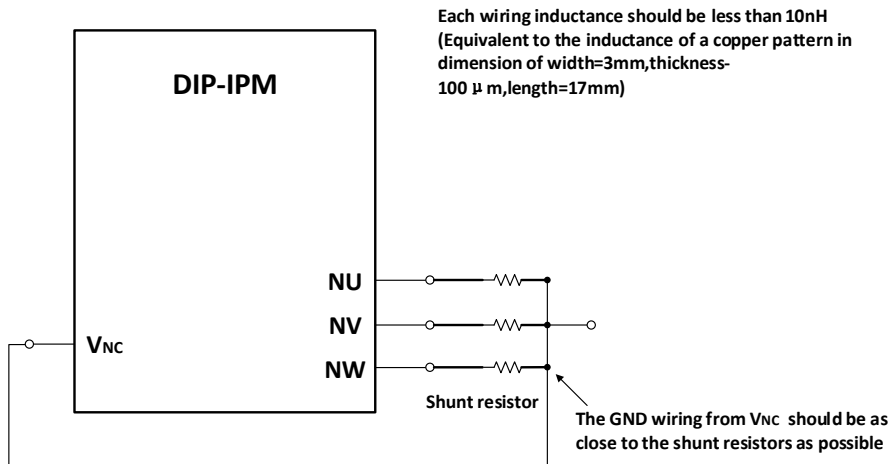 Each wiring inductance should be less than 10nH
(Equivalent to the inductance of a copper pattern in
dimension of width=3mm,thickness-
100 μ m,length=17mm)
DIP-IPM
NU
NV
VNC
NW
Shunt resistor
The GND wiring from VNC should be as
close to the shunt resistors as possible